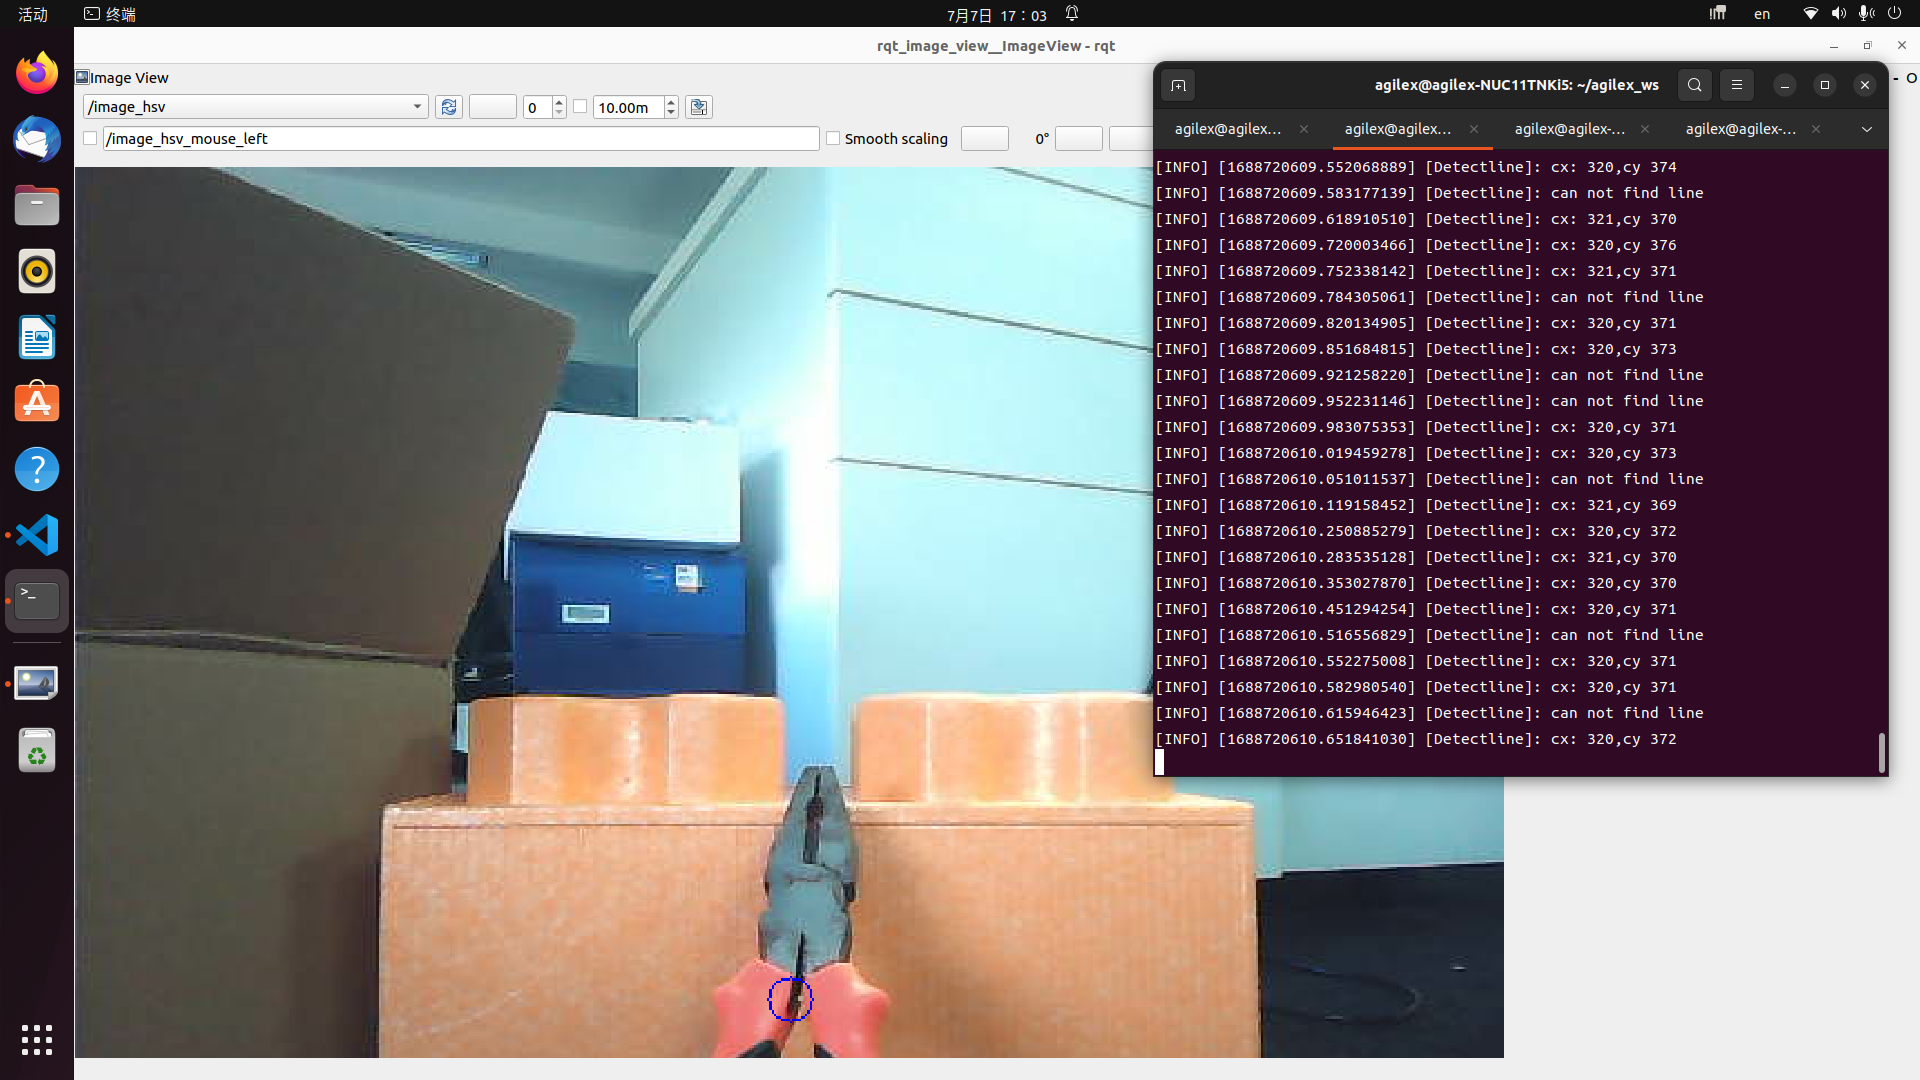 活动
终端
7月7日 17：03
en
rqt_image_view__ImageView - rqt
Image View
- O
/image_hsv
0
10.00m
/image_hsv_mouse_left
Smooth scaling
0°
agilex@agilex-NUC11TNKi5: ~/agilex_ws
agilex@agilex... agilex@agilex... agilex@agilex-... agilex@agilex-...
[INFO] [1688720609.552068889] [Detectline]: cx: 320,cy 374
[INFO] [1688720609.583177139] [Detectline]: can not find line
[INFO] [1688720609.618910510] [Detectline]: cx: 321,cy 370
[INFO] [1688720609.720003466] [Detectline]: cx: 320,cy 376
[INFO] [1688720609.752338142] [Detectline]: cx: 321,cy 371
[INFO] [1688720609.784305061] [Detectline]: can not find line
[INFO] [1688720609.820134905] [Detectline]: cx: 320,cy 371
[INFO] [1688720609.851684815] [Detectline]: cx: 320,cy 373
[INFO] [1688720609.921258220] [Detectline]: can not find line
[INFO] [1688720609.952231146] [Detectline]: can not find line
[INFO] [1688720609.983075353] [Detectline]: cx: 320,cy 371
[INFO] [1688720610.019459278] [Detectline]: cx: 320,cy 373
[INFO] [1688720610.051011537] [Detectline]: can not find line
[INFO] [1688720610.119158452] [Detectline]: cx: 321,cy 369
[INFO] [1688720610.250885279] [Detectline]: cx: 320,cy 372
[INFO] [1688720610.283535128] [Detectline]: cx: 321,cy 370
[INFO] [1688720610.353027870] [Detectline]: cx: 320,cy 370
[INFO] [1688720610.451294254] [Detectline]: cx: 320,cy 371
[INFO] [1688720610.516556829] [Detectline]: can not find line
[INFO] [1688720610.552275008] [Detectline]: cx: 320,cy 371
[INFO] [1688720610.582980540] [Detectline]: cx: 320,cy 371
[INFO] [1688720610.615946423] [Detectline]: can not find line
[INFO] [1688720610.651841030] [Detectline]: cx: 320,cy 372